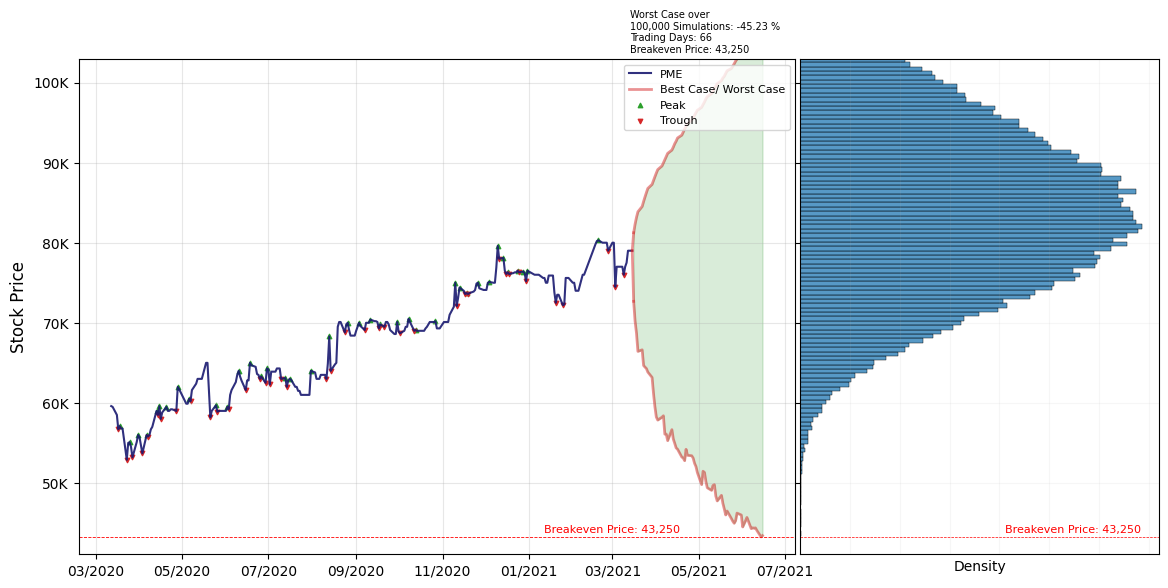 Worst Case over
100,000 Simulations: -45.23 %
Trading Days: 66
Breakeven Price: 43,250
PME
Best Case/ Worst Case
Peak
Trough
Stock Price
100K
90K
80K
70K
60K
50K
Breakeven Price: 43,250
Breakeven Price: 43,250
03/2020 05/2020 07/2020 09/2020 11/2020 01/2021 03/2021 05/2021 07/2021
Density